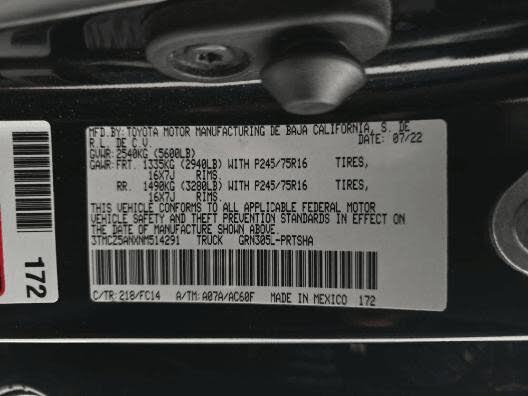 MFD.BY:TOYOTA MOTOR MANUFACTURING DE BAJA CALIFORNIA, S. DE
R.L. DE C.V. DATE: 07/22
GVWR: 2540KG (5600LB)
GAWR: FRT. 1335KG (2940LB) WITH P245/75R16 TIRES,
16X7J RIMS.
RR. 1490KG (3280LB) WITH P245/75R16 TIRES,
16X7J RIMS.
THIS VEHICLE CONFORMS TO ALL APPLICABLE FEDERAL MOTOR
VEHICLE SAFETY AND THEFT PREVENTION STANDARDS IN EFFECT ON
THE DATE SHOWN ABOVE.
3TMCZ5ANXNM514291 TRUCK GRN305L-PRTSHA
C/TR: 218/FC14 A/TM: A07A/AC60F MADE IN MEXICO 172
172